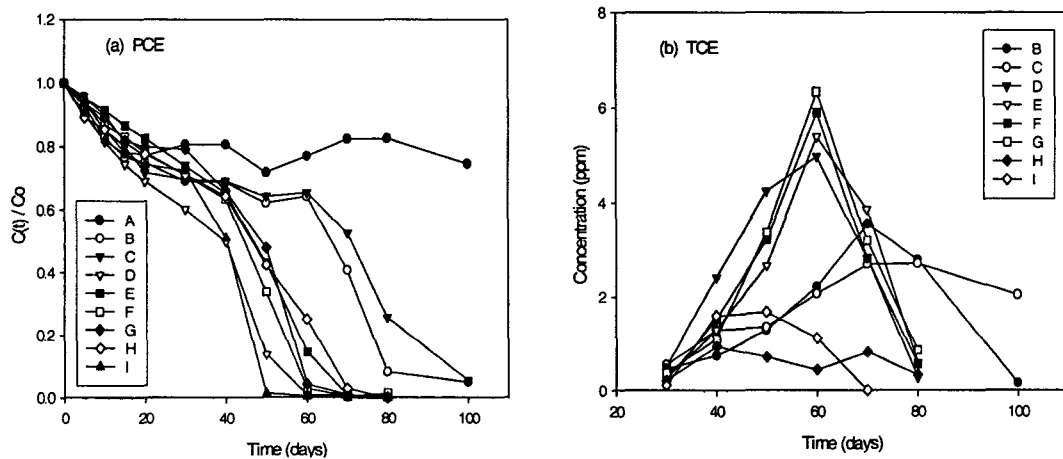 (a) PCE
C(t) / Co
1.2
1.0
0.8
0.6
0.4
0.2
0.0
A
B
C
D
E
F
G
H
I
0 20 40 60 80 100
Time (days)
(b) TCE
Concentration (ppm)
8
6
4
2
0
B
C
D
E
F
G
H
I
20 40 60 80 100
Time (days)